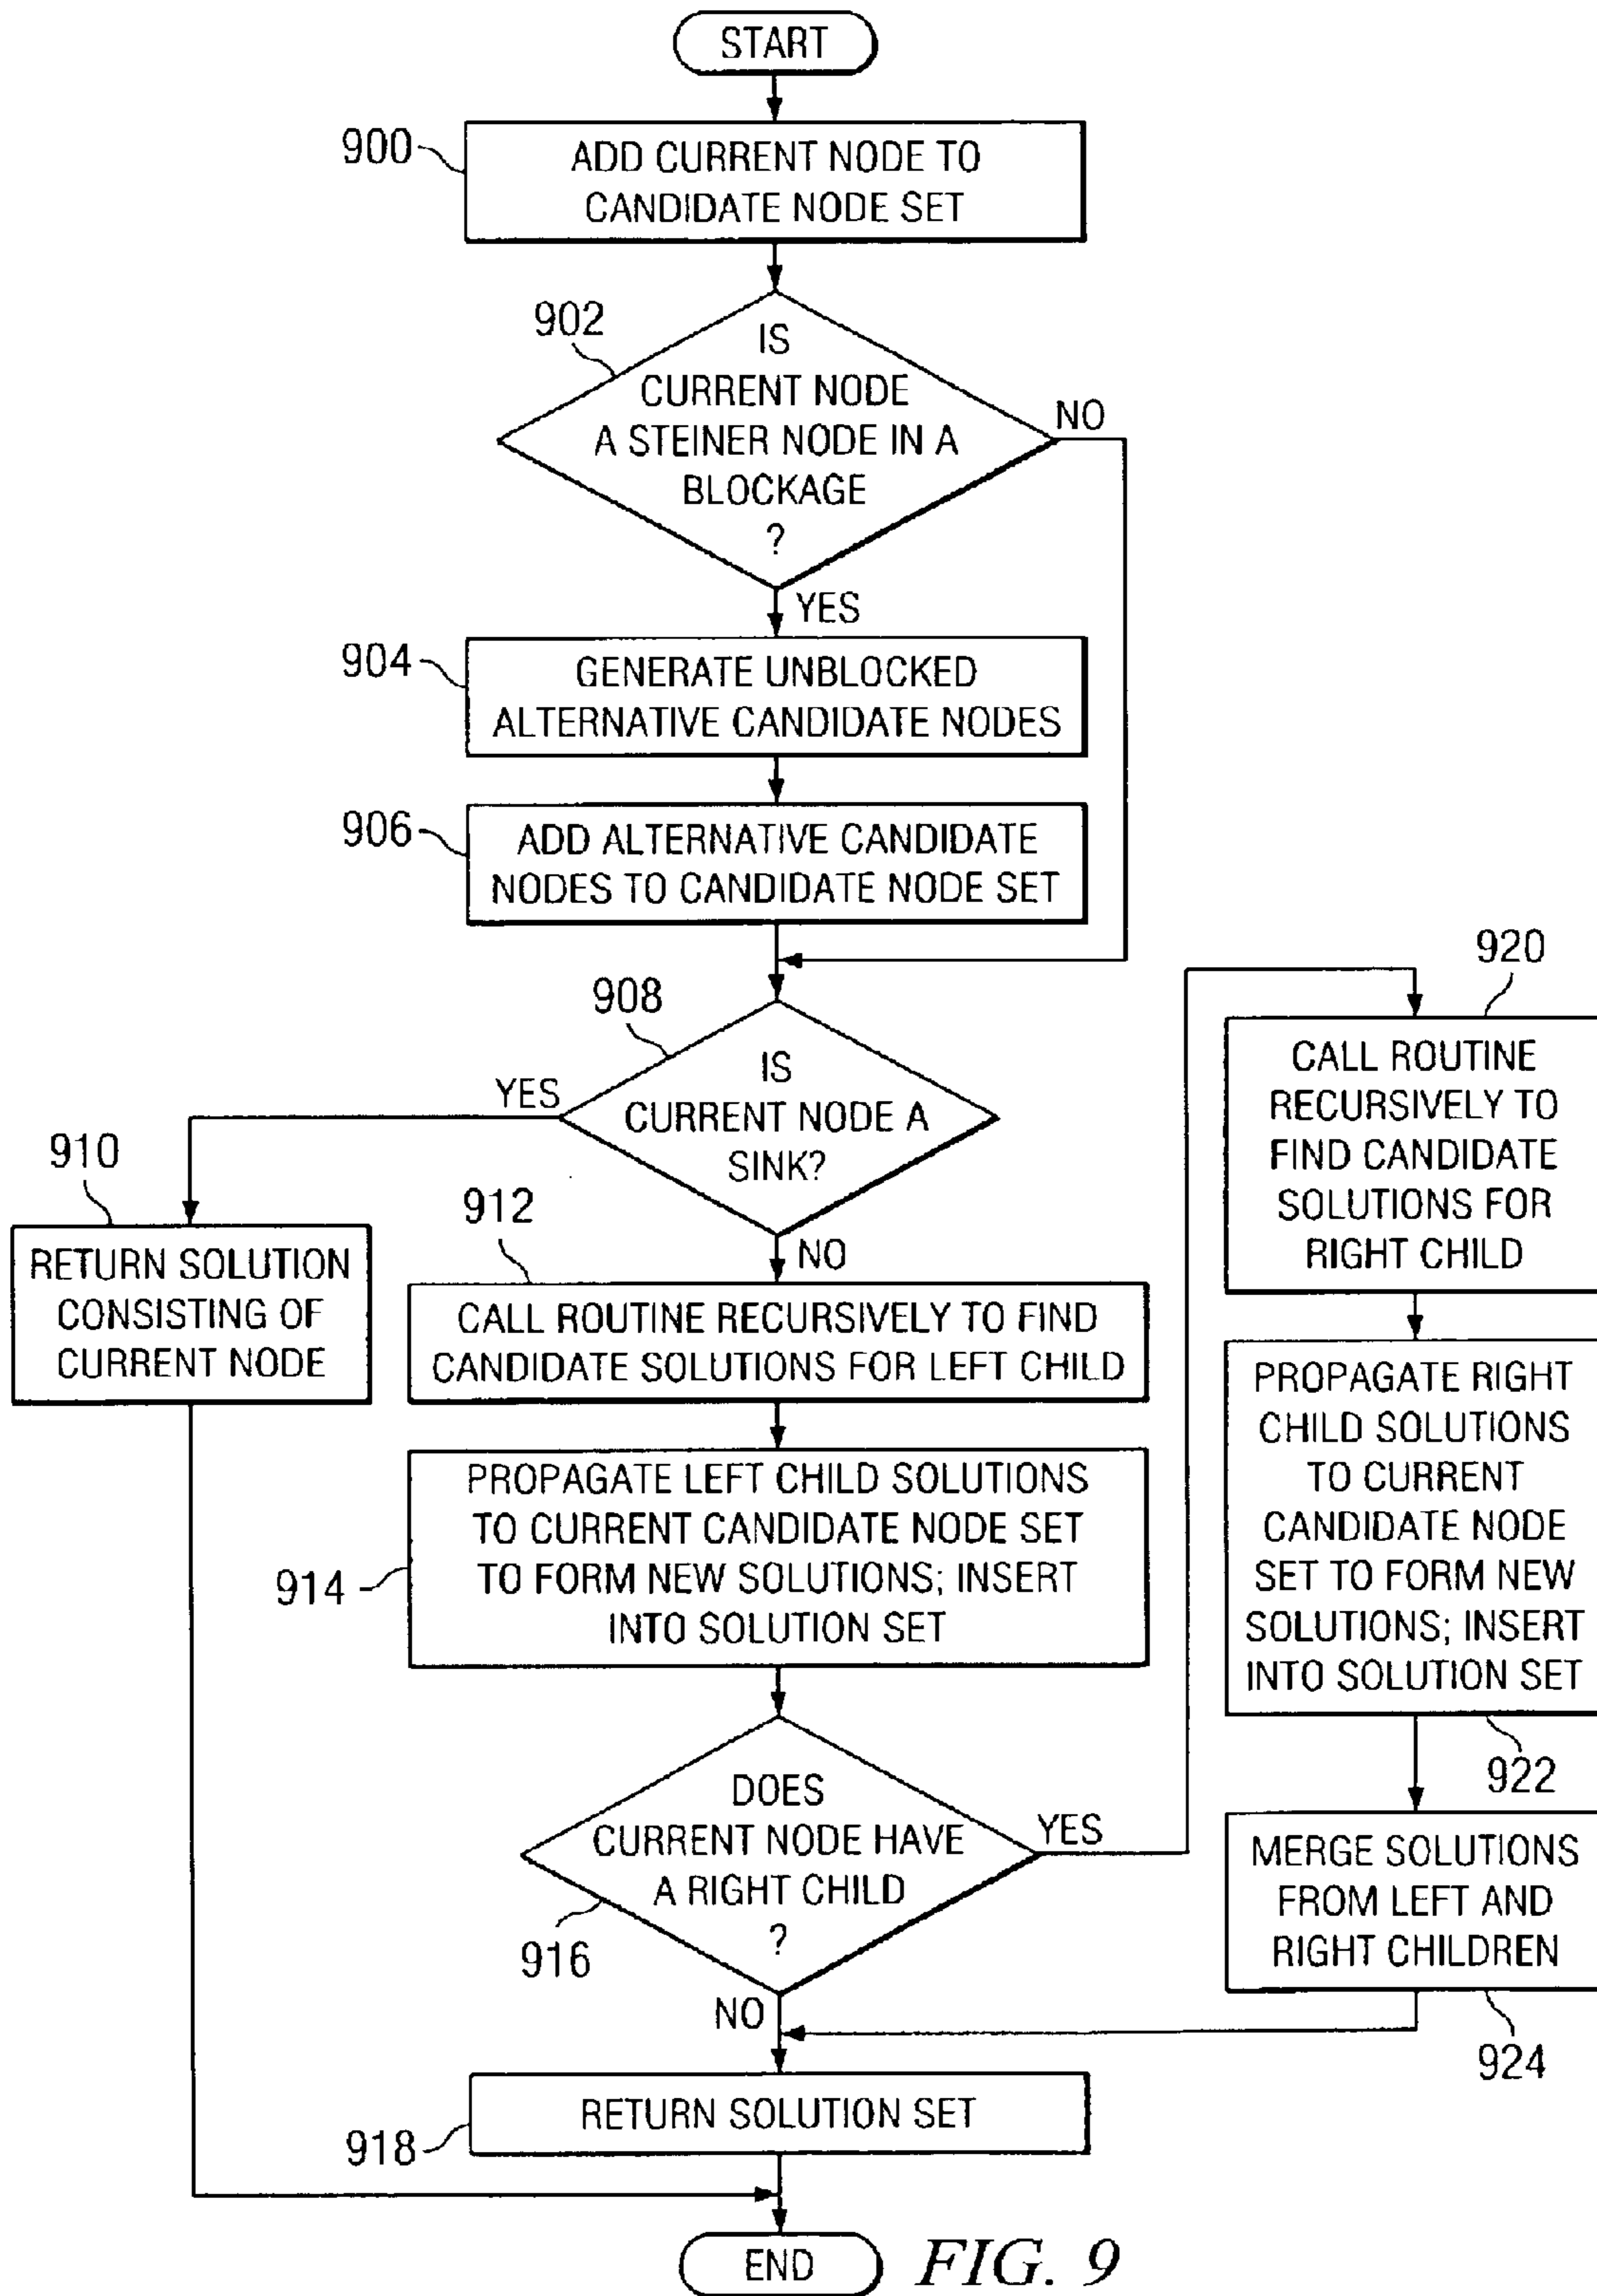 START
900
ADD CURRENT NODE TO
CANDIDATE NODE SET
902
IS
CURRENT NODE
A STEINER NODE IN A
BLOCKAGE
?
NO
YES
904
GENERATE UNBLOCKED
ALTERNATIVE CANDIDATE NODES
906
ADD ALTERNATIVE CANDIDATE
NODES TO CANDIDATE NODE SET
908
IS
CURRENT NODE A
SINK?
YES
NO
910
RETURN SOLUTION
CONSISTING OF
CURRENT NODE
912
CALL ROUTINE RECURSIVELY TO FIND
CANDIDATE SOLUTIONS FOR LEFT CHILD
914
PROPAGATE LEFT CHILD SOLUTIONS
TO CURRENT CANDIDATE NODE SET
TO FORM NEW SOLUTIONS; INSERT
INTO SOLUTION SET
DOES
CURRENT NODE HAVE
A RIGHT CHILD
?
916
YES
NO
920
CALL ROUTINE
RECURSIVELY TO
FIND CANDIDATE
SOLUTIONS FOR
RIGHT CHILD
PROPAGATE RIGHT
CHILD SOLUTIONS
TO CURRENT
CANDIDATE NODE
SET TO FORM NEW
SOLUTIONS; INSERT
INTO SOLUTION SET
922
MERGE SOLUTIONS
FROM LEFT AND
RIGHT CHILDREN
924
RETURN SOLUTION SET
918
END
FIG. 9